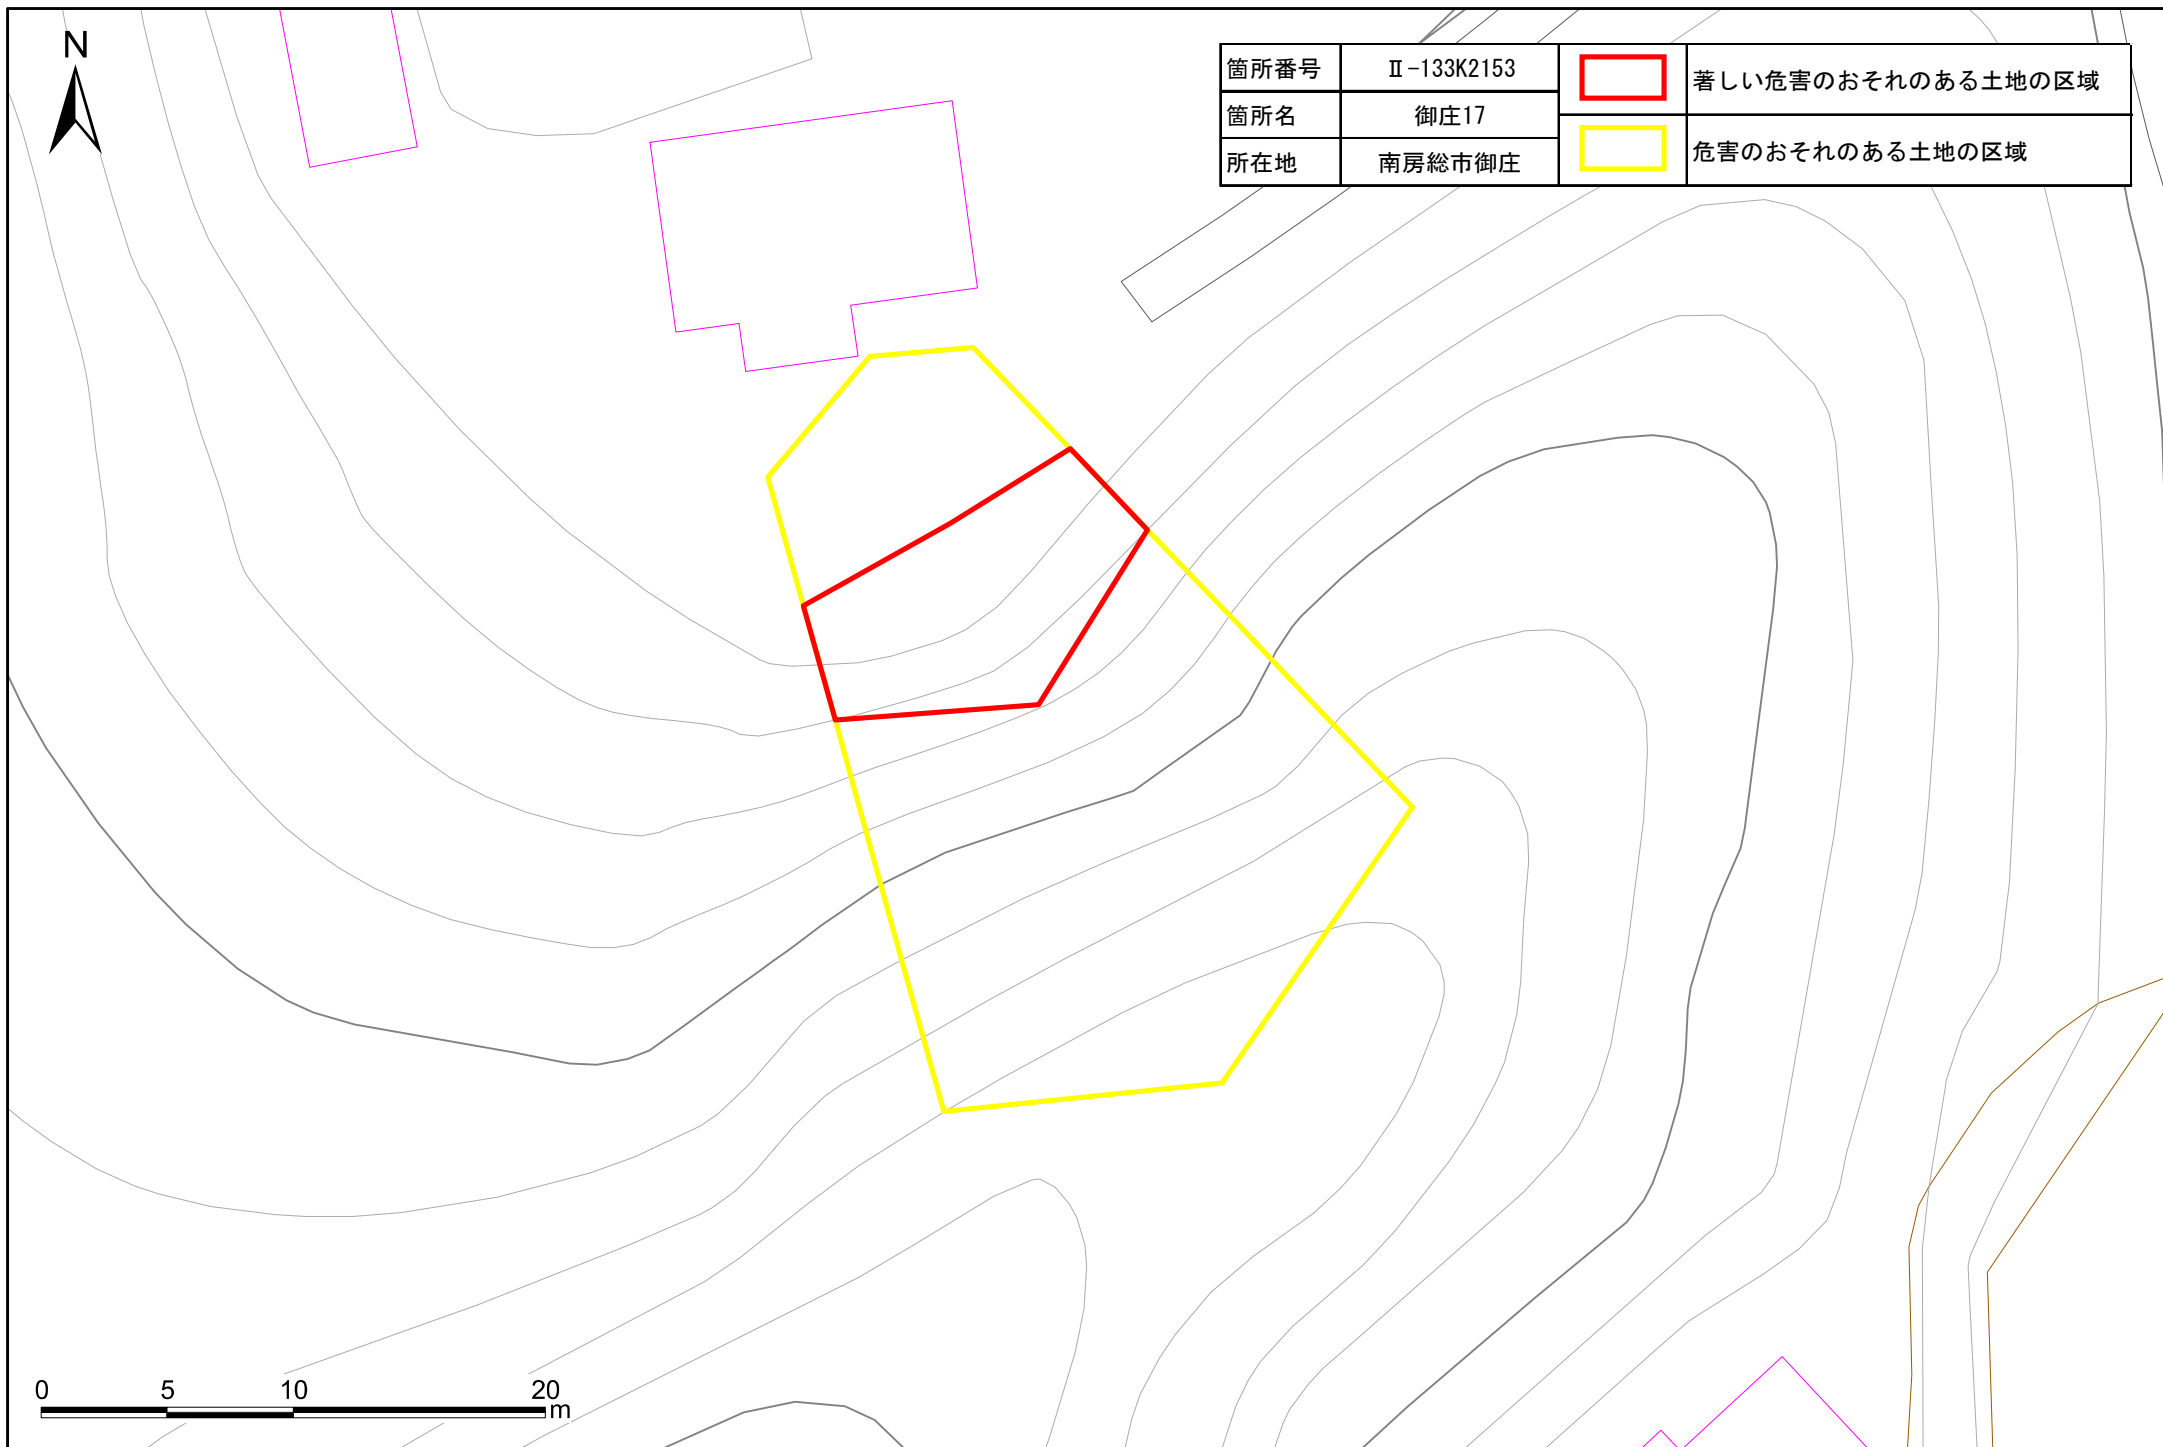 N
箇所番号 Ⅱ-133K2153 著しい危害のおそれのある土地の区域
箇所名 御庄17 危害のおそれのある土地の区域
所在地 南房総市御庄
0 5 10 20
m